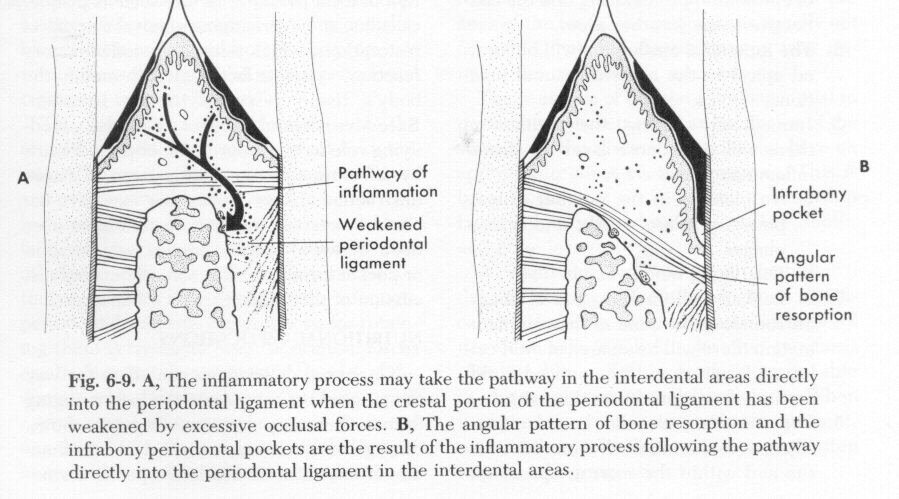 A
Pathway of
inflammation
Weakened
periodontal
ligament
B
Infrabony
pocket
Angular
pattern
of bone
resorption
Fig. 6-9. A, The inflammatory process may take the pathway in the interdental areas directly
into the periodontal ligament when the crestal portion of the periodontal ligament has been
weakened by excessive occlusal forces. B, The angular pattern of bone resorption and the
infrabony periodontal pockets are the result of the inflammatory process following the pathway
directly into the periodontal ligament in the interdental areas.